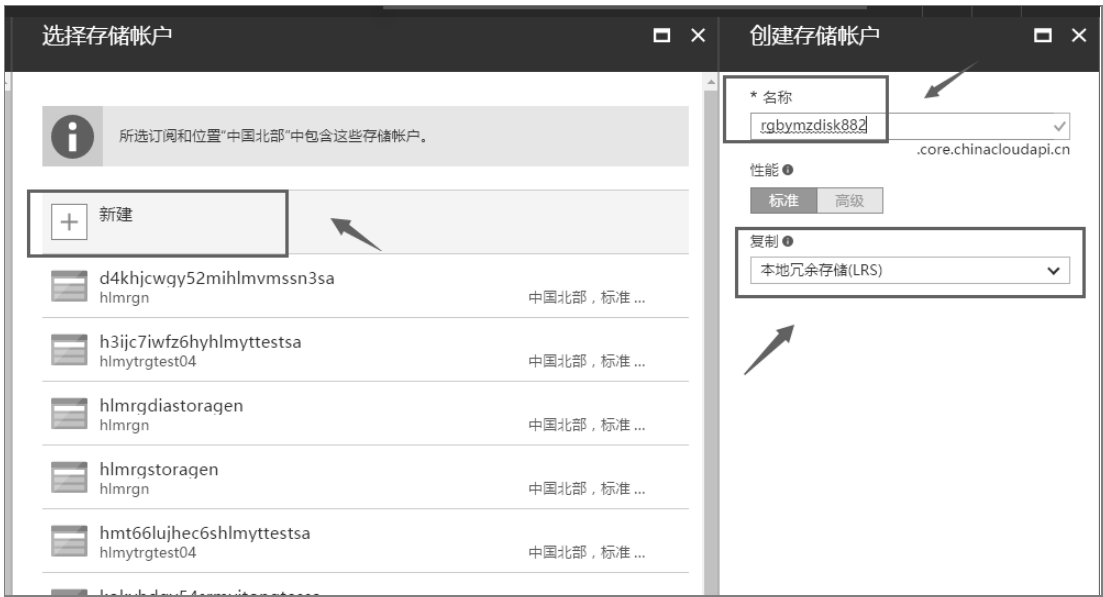 选择存储帐户
所选订阅和位置"中国北部"中包含这些存储帐户。
新建
d4khjcwgy52mihlmvmssn3sa
hlmrgn
中国北部，标准 ...
h3ijc7iwfz6hyhlmyttestsa
hlmytrgtest04
中国北部，标准 ...
hlmrgdiastoragen
hlmrgn
中国北部，标准 ...
hlmrgstoragen
hlmrgn
中国北部，标准 ...
hmt66lujhec6shlmyttestsa
hlmytrgtest04
中国北部，标准 ...
创建存储帐户
* 名称
rgbymzdisk882
.core.chinacloudapi.cn
性能
标准 高级
复制
本地冗余存储(LRS)